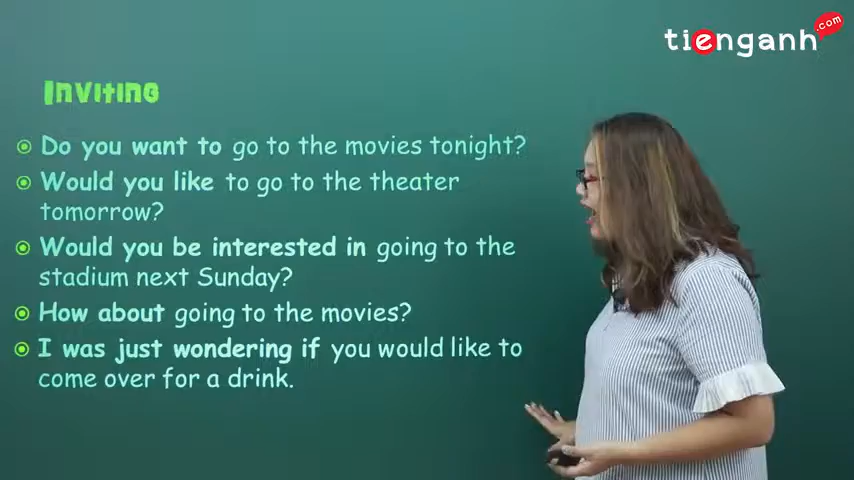 tienganh
.com
Inviting
Do you want to go to the movies tonight?
Would you like to go to the theater
tomorrow?
Would you be interested in going to the
stadium next Sunday?
How about going to the movies?
I was just wondering if you would like to
come over for a drink.